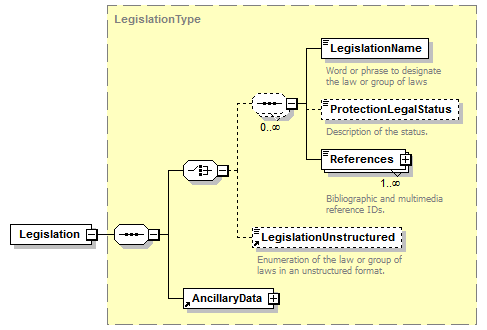 LegislationType
LegislationName
Word or phrase to designate
the law or group of laws
0..∞
ProtectionLegalStatus
Description of the status.
References
1..∞
Bibliographic and multimedia
reference IDs.
Legislation
LegislationUnstructured
Enumeration of the law or group of
laws in an unstructured format.
AncillaryData